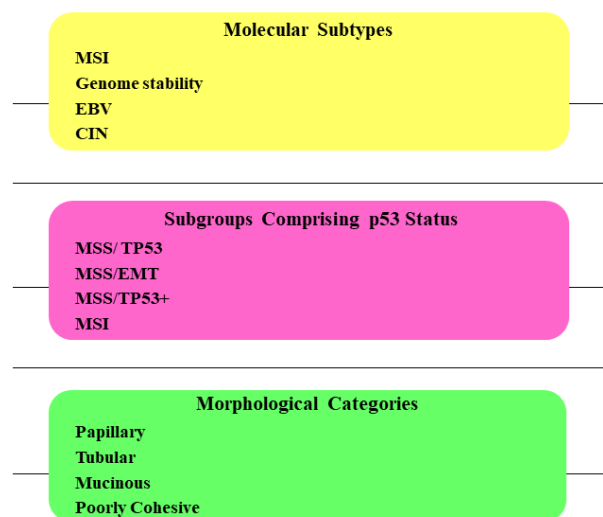 Molecular Subtypes
MSI
Genome stability
EBV
CIN
Subgroups Comprising p53 Status
MSS/ TP53
MSS/EMT
MSS/TP53+
MSI
Morphological Categories
Papillary
Tubular
Mucinous
Poorly Cohesive